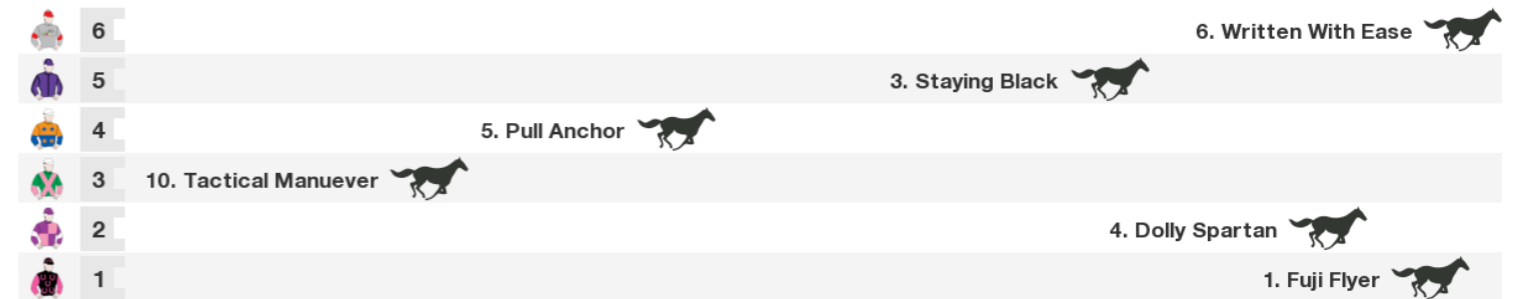 6 6. Written With Ease
5 3. Staying Black
4 5. Pull Anchor
3 10. Tactical Manuever
2 4. Dolly Spartan
1 1. Fuji Flyer